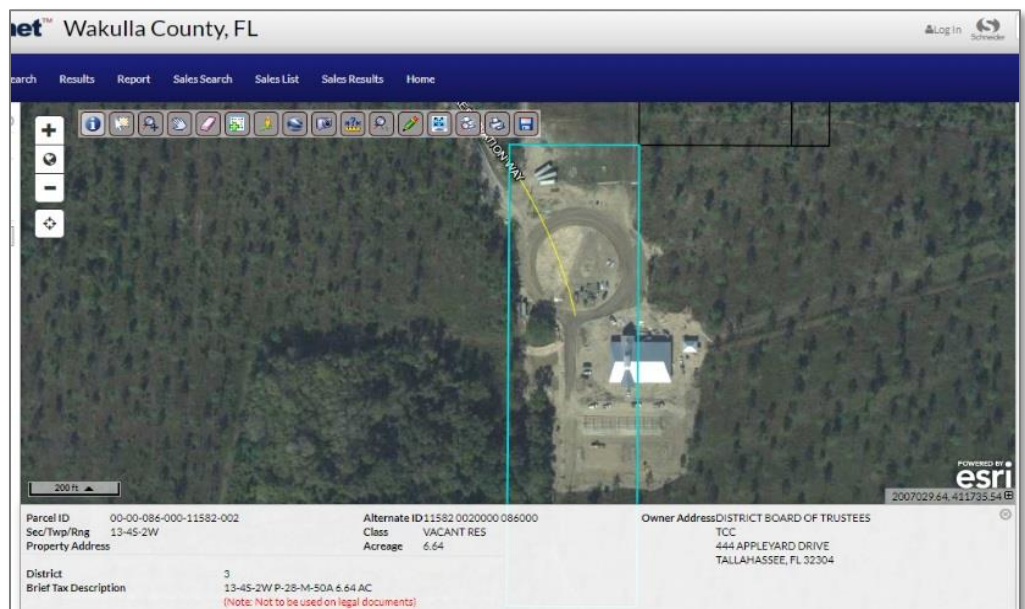 net™ Wakulla County, FL
Log In
Schneider
earch Results Report Sales Search Sales List Sales Results Home
ATION WAY
200 ft
POWERED BY
esri
2007029.64, 411735.54
Parcel ID 00-00-086-000-11582-002 Alternate ID 11582 0020000 086000 Owner Address DISTRICT BOARD OF TRUSTEES
Sec/Twp/Rng 13-4S-2W Class VACANT RES TCC
Property Address Acreage 6.64 444 APPLEYARD DRIVE
TALLAHASSEE, FL 32304
District 3
Brief Tax Description 13-4S-2W P-28-M-50A 6.64 AC
(Note: Not to be used on legal documents)